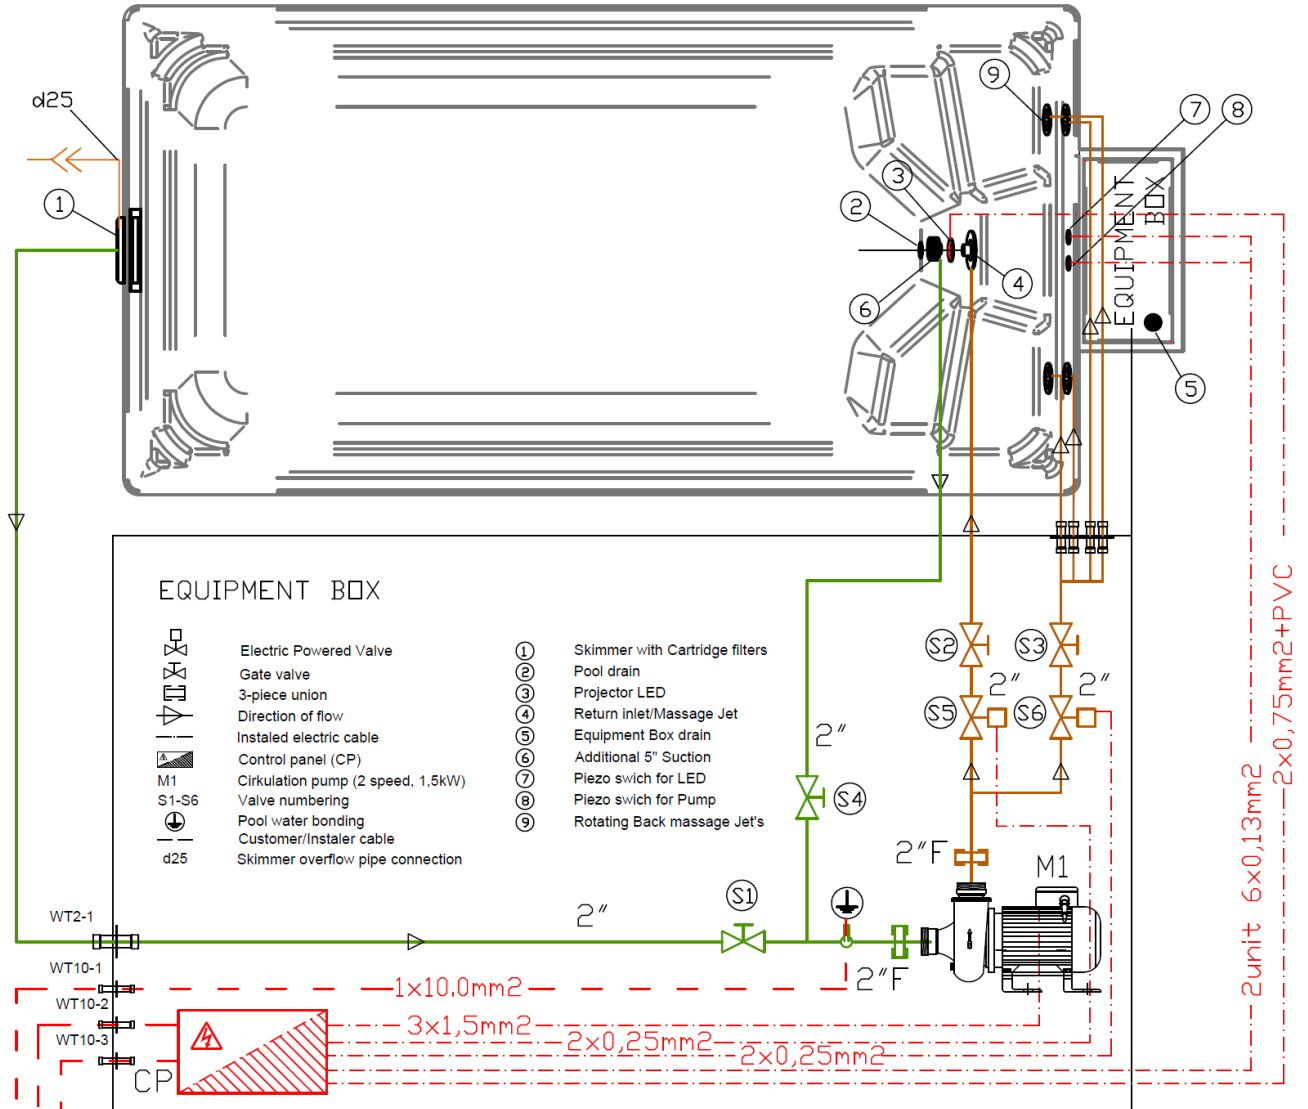 d25
1
9
7
8
3
2
4
6
5
EQUIPMENT
BOX
EQUIPMENT BOX
Electric Powered Valve
Gate valve
3-piece union
Direction of flow
Instaled electric cable
Control panel (CP)
M1 Cirkulation pump (2 speed, 1,5kW)
S1-S6 Valve numbering
Pool water bonding
Customer/Instaler cable
d25 Skimmer overflow pipe connection
1 Skimmer with Cartridge filters
2 Pool drain
3 Projector LED
4 Return inlet/Massage Jet
5 Equipment Box drain
6 Additional 5" Suction
7 Piezo swich for LED
8 Piezo swich for Pump
9 Rotating Back massage Jet's
S2
S3
2"
2"
S5
S6
2"
S4
2"F
M1
S1
2"
2"F
WT2-1
WT10-1
WT10-2
WT10-3
CP
1x10,0mm2
3x1,5mm2
2x0,25mm2
2x0,25mm2
2unit 6x0,13mm2
2x0,75mm2+PVC